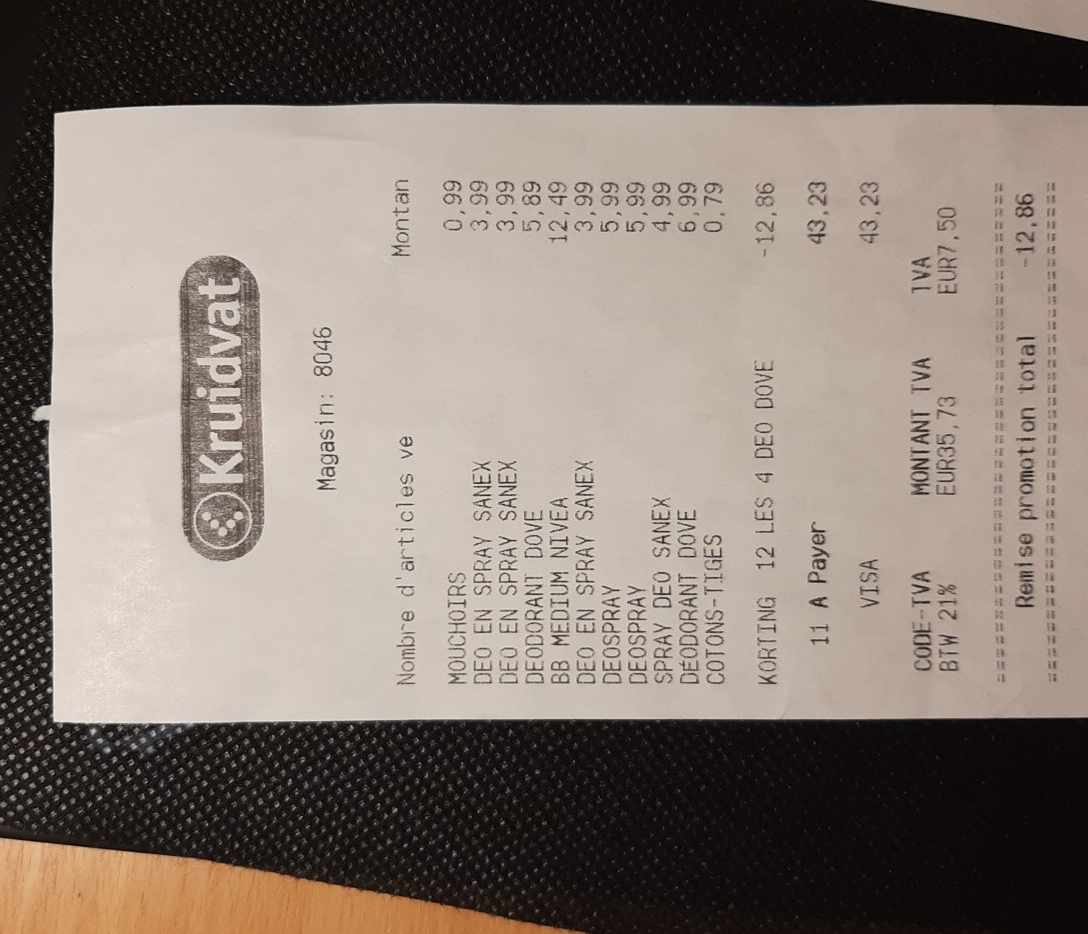 Kruidvat
Magasin: 8046
Nombre d'articles ve Montan
MOUCHOIRS 0,99
DEO EN SPRAY SANEX 3,99
DEO EN SPRAY SANEX 3,99
DEODORANT DOVE 5,89
BB MEDIUM NIVEA 12,49
DEO EN SPRAY SANEX 3,99
DEOSPRAY 5,99
DEOSPRAY 5,99
SPRAY DEO SANEX 4,99
DÉODORANT DOVE 6,99
COTONS-TIGES 0,79
KORTING 12 LES 4 DEO DOVE -12,86
11 A Payer 43,23
VISA 43,23
CODE-TVA MONTANT TVA TVA
BTW 21% EUR35,73 EUR7,50
Remise promotion total -12,86